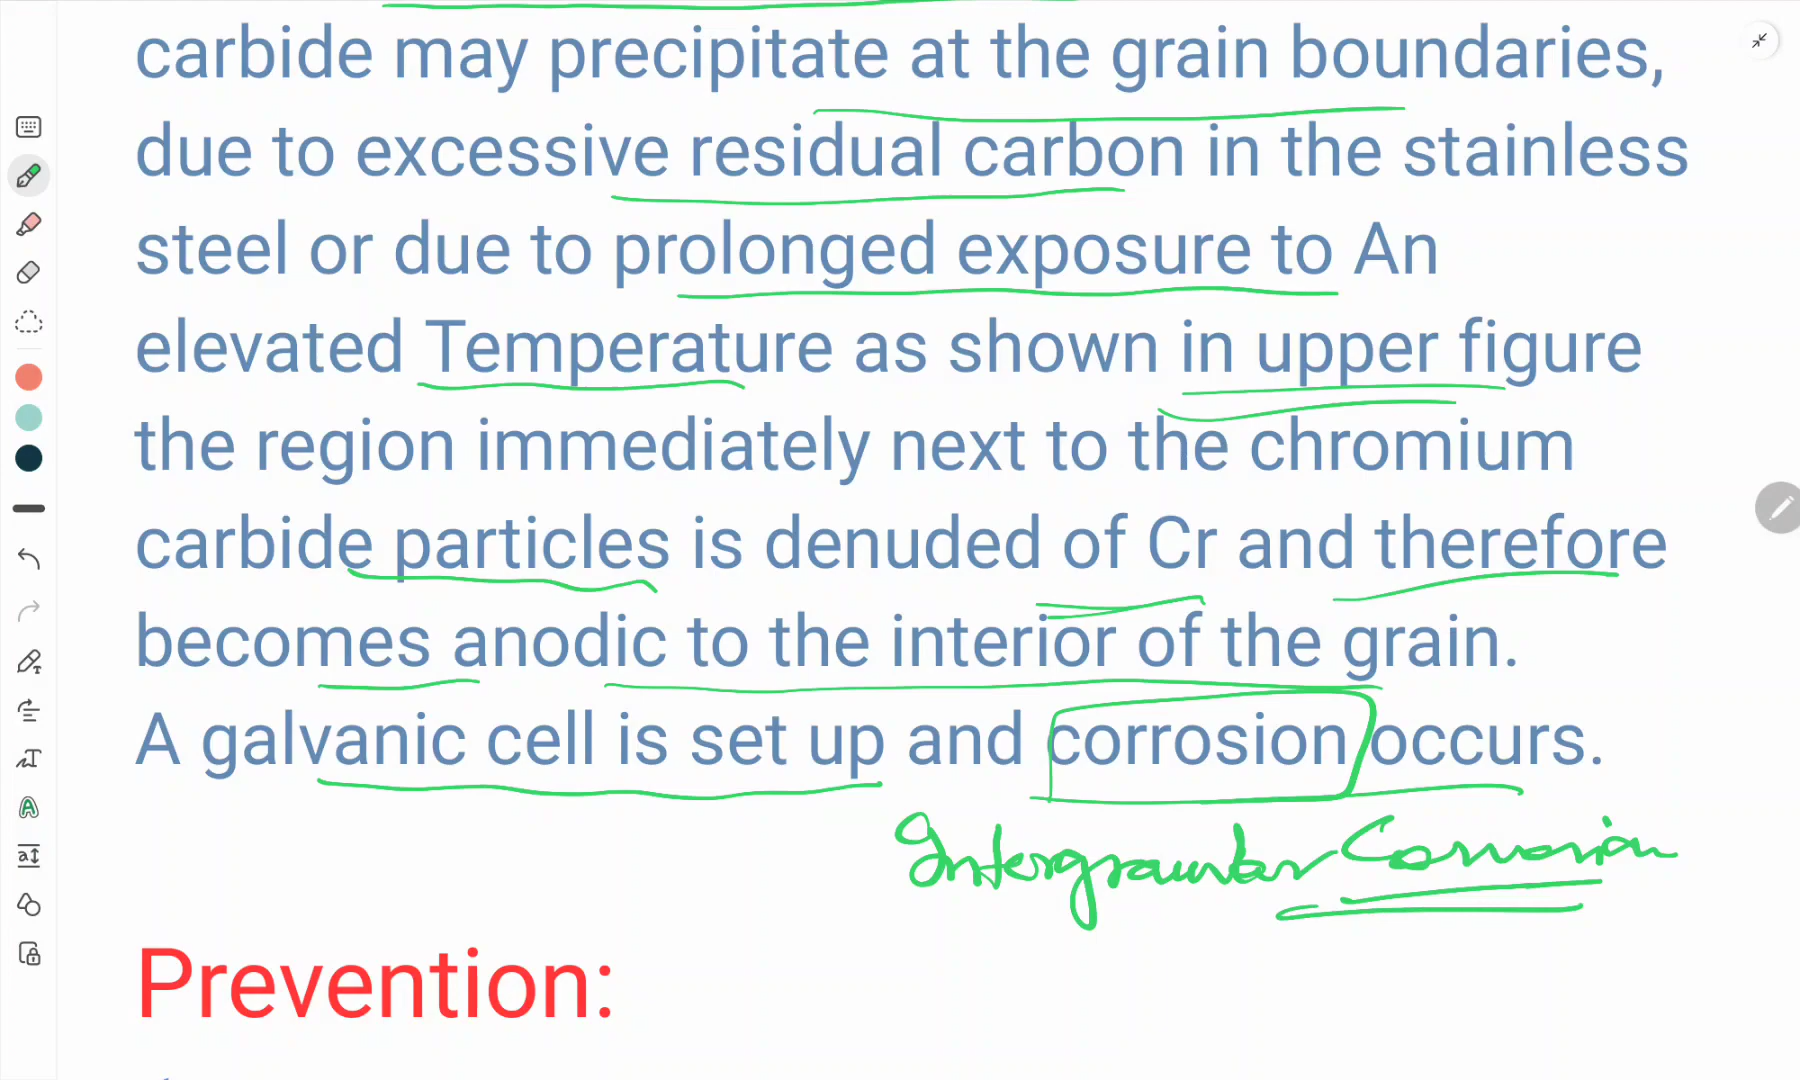 carbide may precipitate at the grain boundaries,
due to excessive residual carbon in the stainless
steel or due to prolonged exposure to An
elevated Temperature as shown in upper figure
the region immediately next to the chromium
carbide particles is denuded of Cr and therefore
becomes anodic to the interior of the grain.
A galvanic cell is set up and corrosion occurs.
Intergranular Corrosion
Prevention: